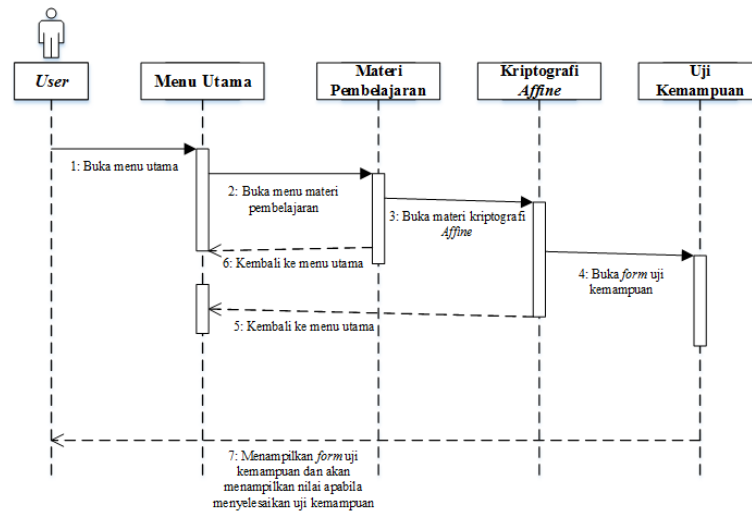 User
Menu Utama
Materi
Pembelajaran
Kriptografi
Affine
Uji
Kemampuan
1: Buka menu utama
2: Buka menu materi
pembelajaran
3: Buka materi kriptografi
Affine
6: Kembali ke menu utama
4: Buka form uji
kemampuan
5: Kembali ke menu utama
7: Menampilkan form uji
kemampuan dan akan
menampilkan nilai apabila
menyelesaikan uji kemampuan